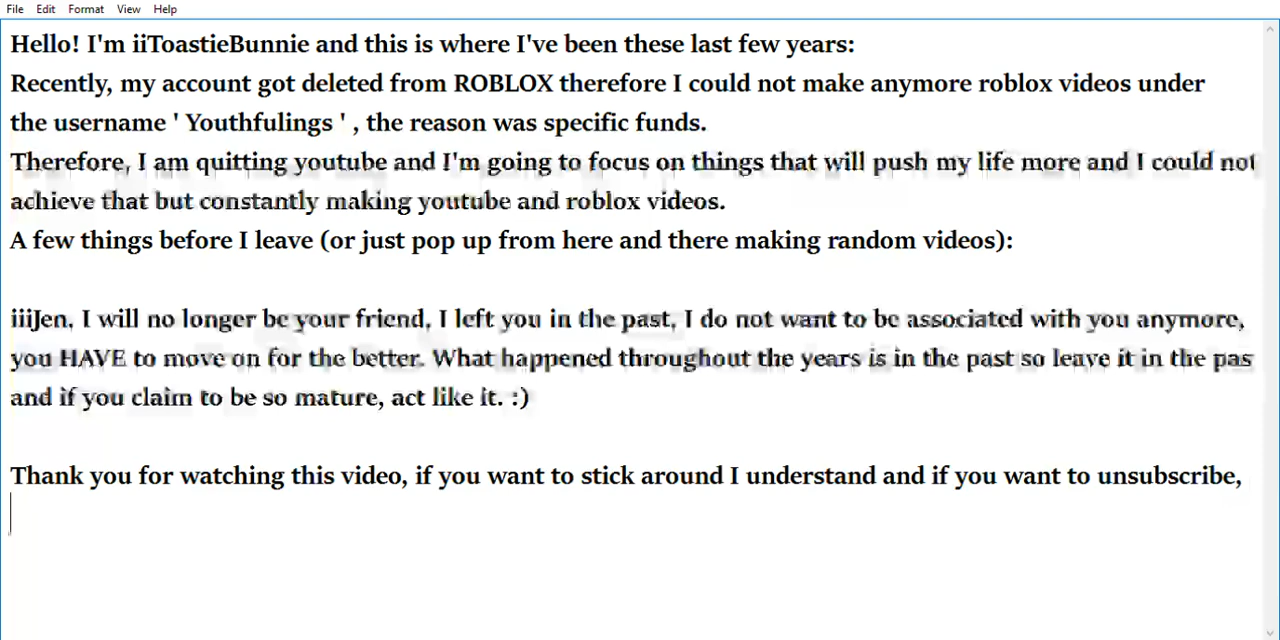 File Edit Format View Help
Hello! I'm iiToastieBunnie and this is where I've been these last few years:
Recently, my account got deleted from ROBLOX therefore I could not make anymore roblox videos under
the username ' Youthfulings ' , the reason was specific funds.
Therefore, I am quitting youtube and I'm going to focus on things that will push my life more and I could not
achieve that but constantly making youtube and roblox videos.
A few things before I leave (or just pop up from here and there making random videos):
iiiJen, I will no longer be your friend, I left you in the past, I do not want to be associated with you anymore,
you HAVE to move on for the better. What happened throughout the years is in the past so leave it in the pas
and if you claim to be so mature, act like it. :)
Thank you for watching this video, if you want to stick around I understand and if you want to unsubscribe,